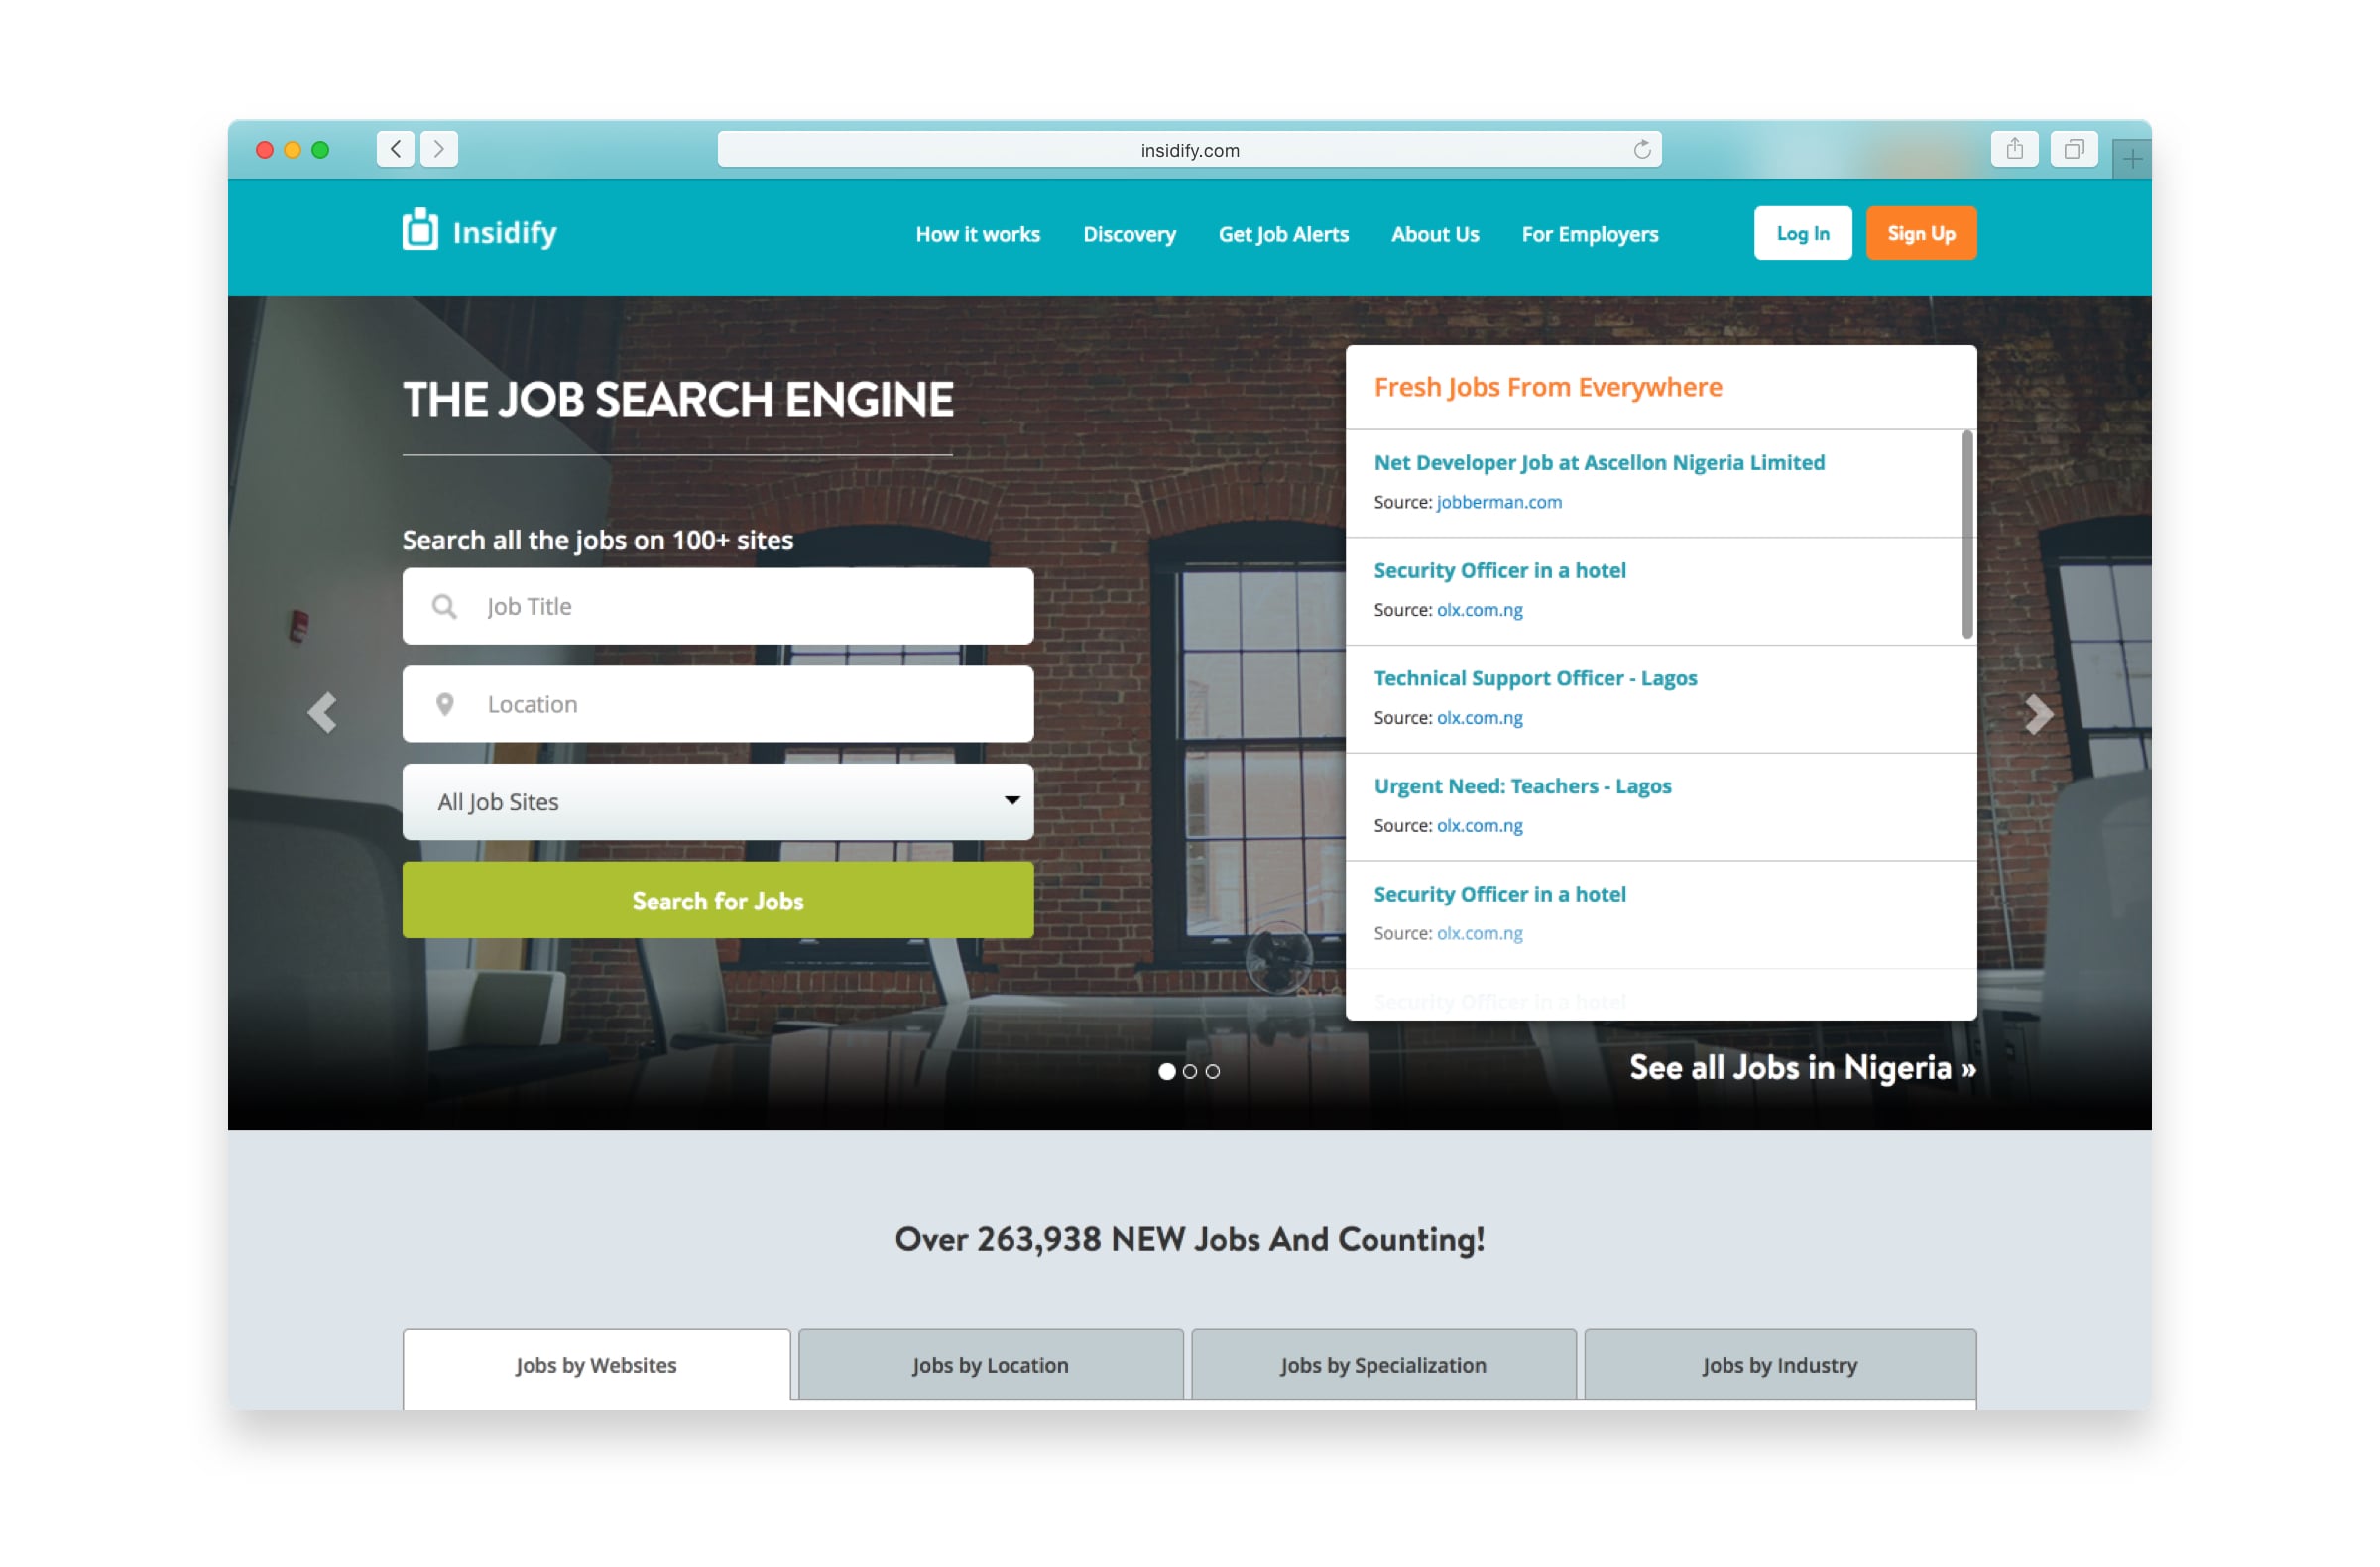 insidify.com
Insidify
How it works
Discovery
Get Job Alerts
About Us
For Employers
Log In
Sign Up
THE JOB SEARCH ENGINE
Search all the jobs on 100+ sites
Job Title
Location
All Job Sites
Search for Jobs
Fresh Jobs From Everywhere
Net Developer Job at Ascellon Nigeria Limited
Source: jobberman.com
Security Officer in a hotel
Source: olx.com.ng
Technical Support Officer - Lagos
Source: olx.com.ng
Urgent Need: Teachers - Lagos
Source: olx.com.ng
Security Officer in a hotel
Source: olx.com.ng
Security Officer in a hotel
See all Jobs in Nigeria »
Over 263,938 NEW Jobs And Counting!
Jobs by Websites
Jobs by Location
Jobs by Specialization
Jobs by Industry